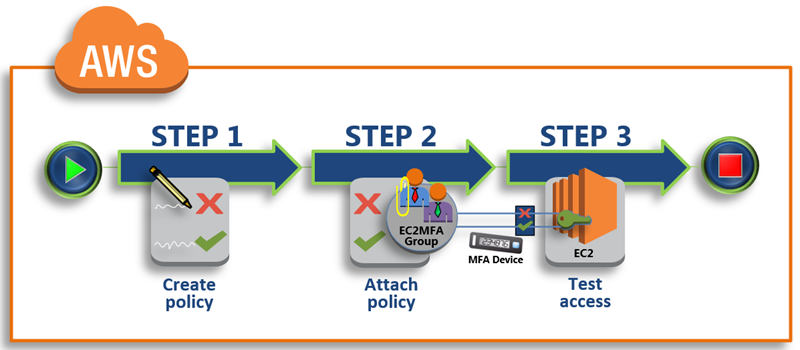 AWS
STEP 1
STEP 2
STEP 3
EC2MFA
Group
MFA Device
EC2
Create
policy
Attach
policy
Test
access